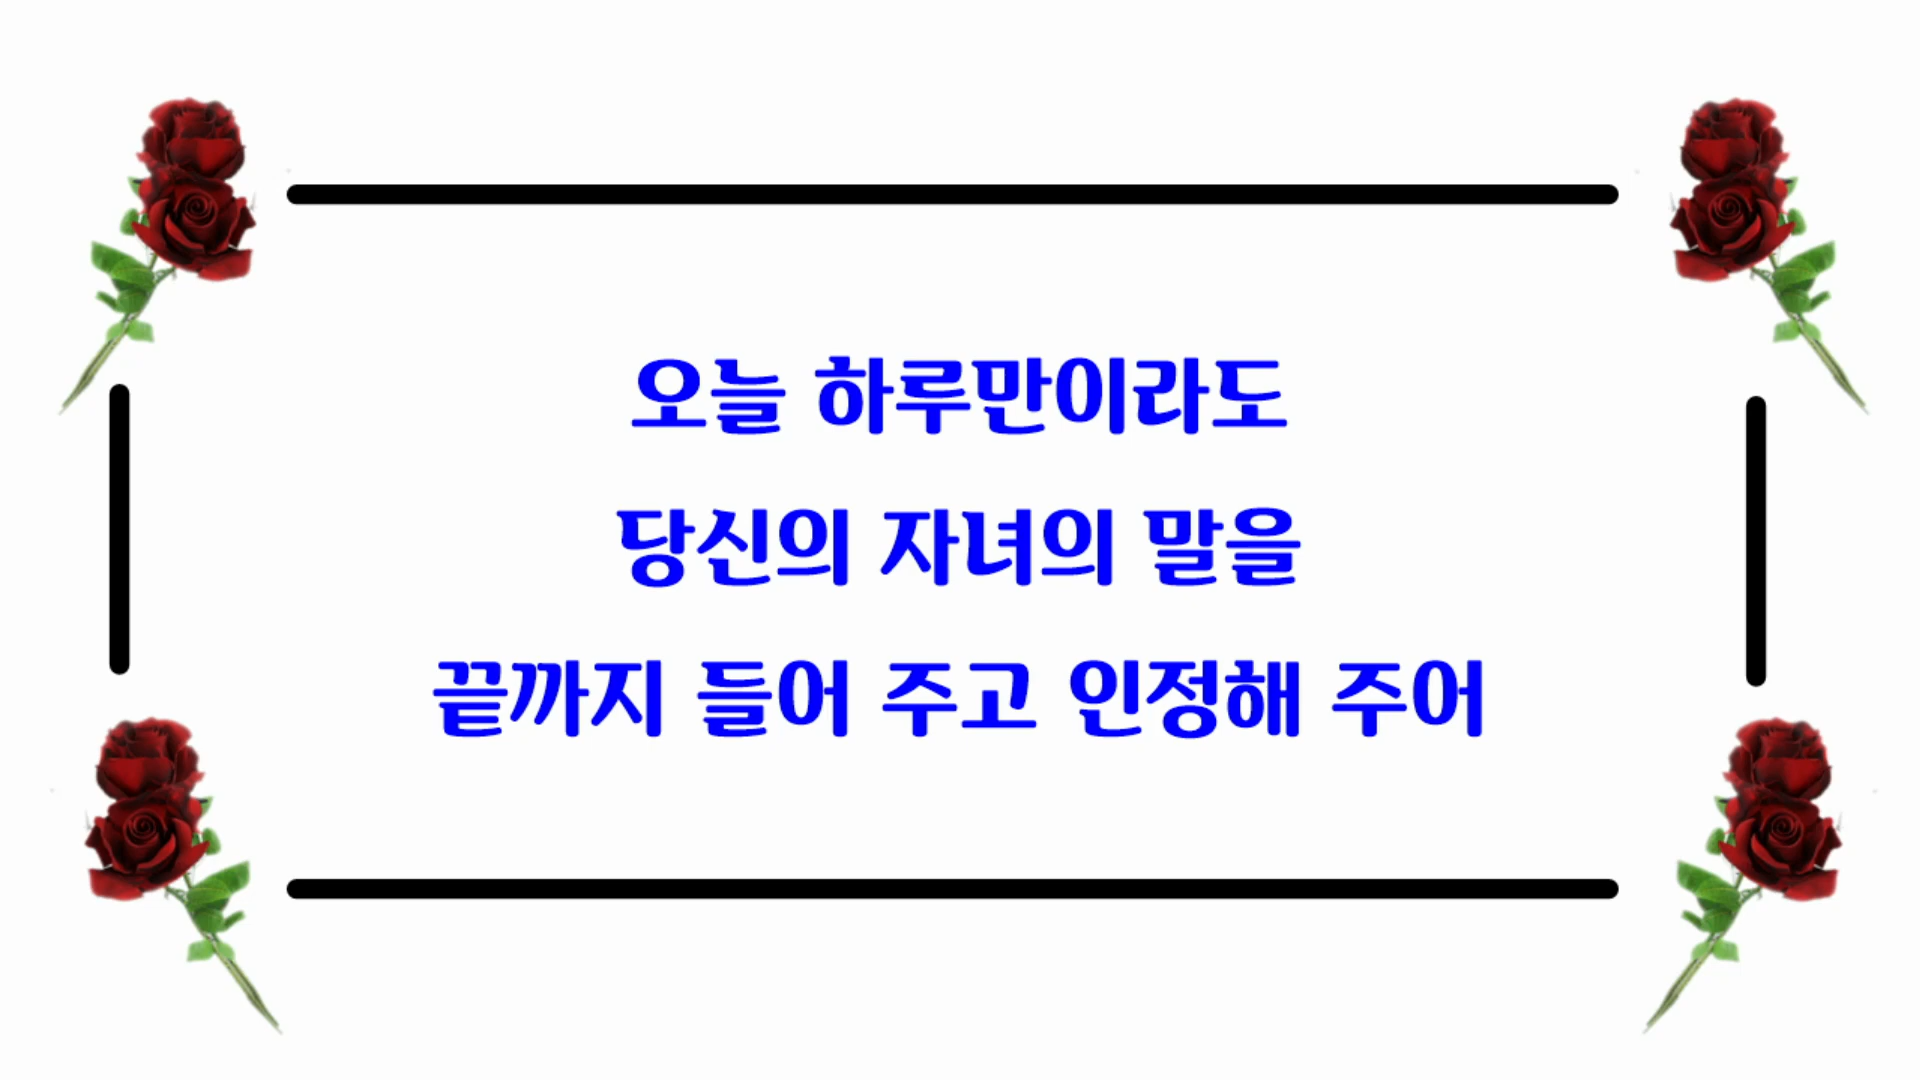 오늘 하루만이라도
당신의 자녀의 말을
끝까지 들어 주고 인정해 주어